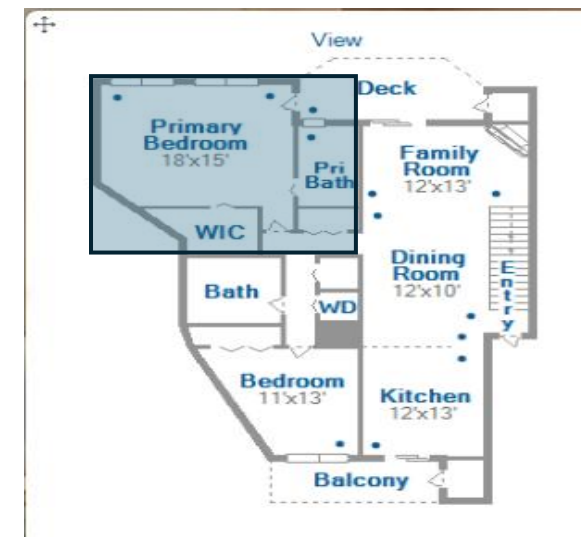 View
Deck
Primary
Bedroom
18'x15'
Pri
Bath
Family
Room
12'x13'
WIC
Dining
Room
12'x10'
Entry
Bath
WD
Bedroom
11'x13'
Kitchen
12'x13'
Balcony